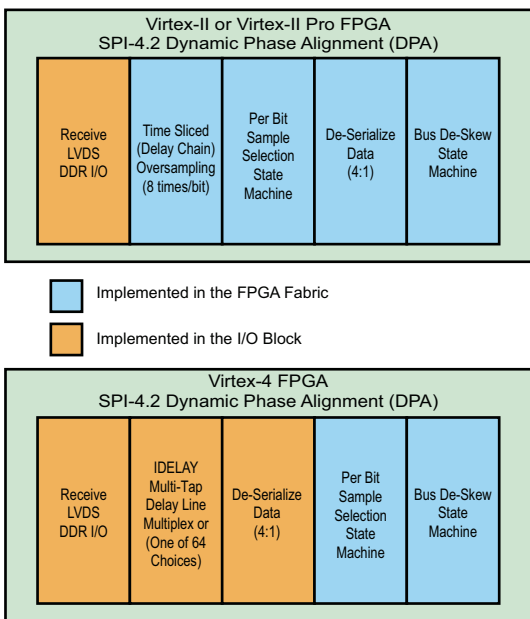 Virtex-II or Virtex-II Pro FPGA
SPI-4.2 Dynamic Phase Alignment (DPA)
Receive
LVDS
DDR I/O
Time Sliced
(Delay Chain)
Oversampling
(8 times/bit)
Per Bit
Sample
Selection
State
Machine
De-Serialize
Data
(4:1)
Bus De-Skew
State
Machine
Implemented in the FPGA Fabric
Implemented in the I/O Block
Virtex-4 FPGA
SPI-4.2 Dynamic Phase Alignment (DPA)
Receive
LVDS
DDR I/O
IDELAY
Multi-Tap
Delay Line
Multiplex or
(One of 64
Choices)
De-Serialize
Data
(4:1)
Per Bit
Sample
Selection
State
Machine
Bus De-Skew
State
Machine